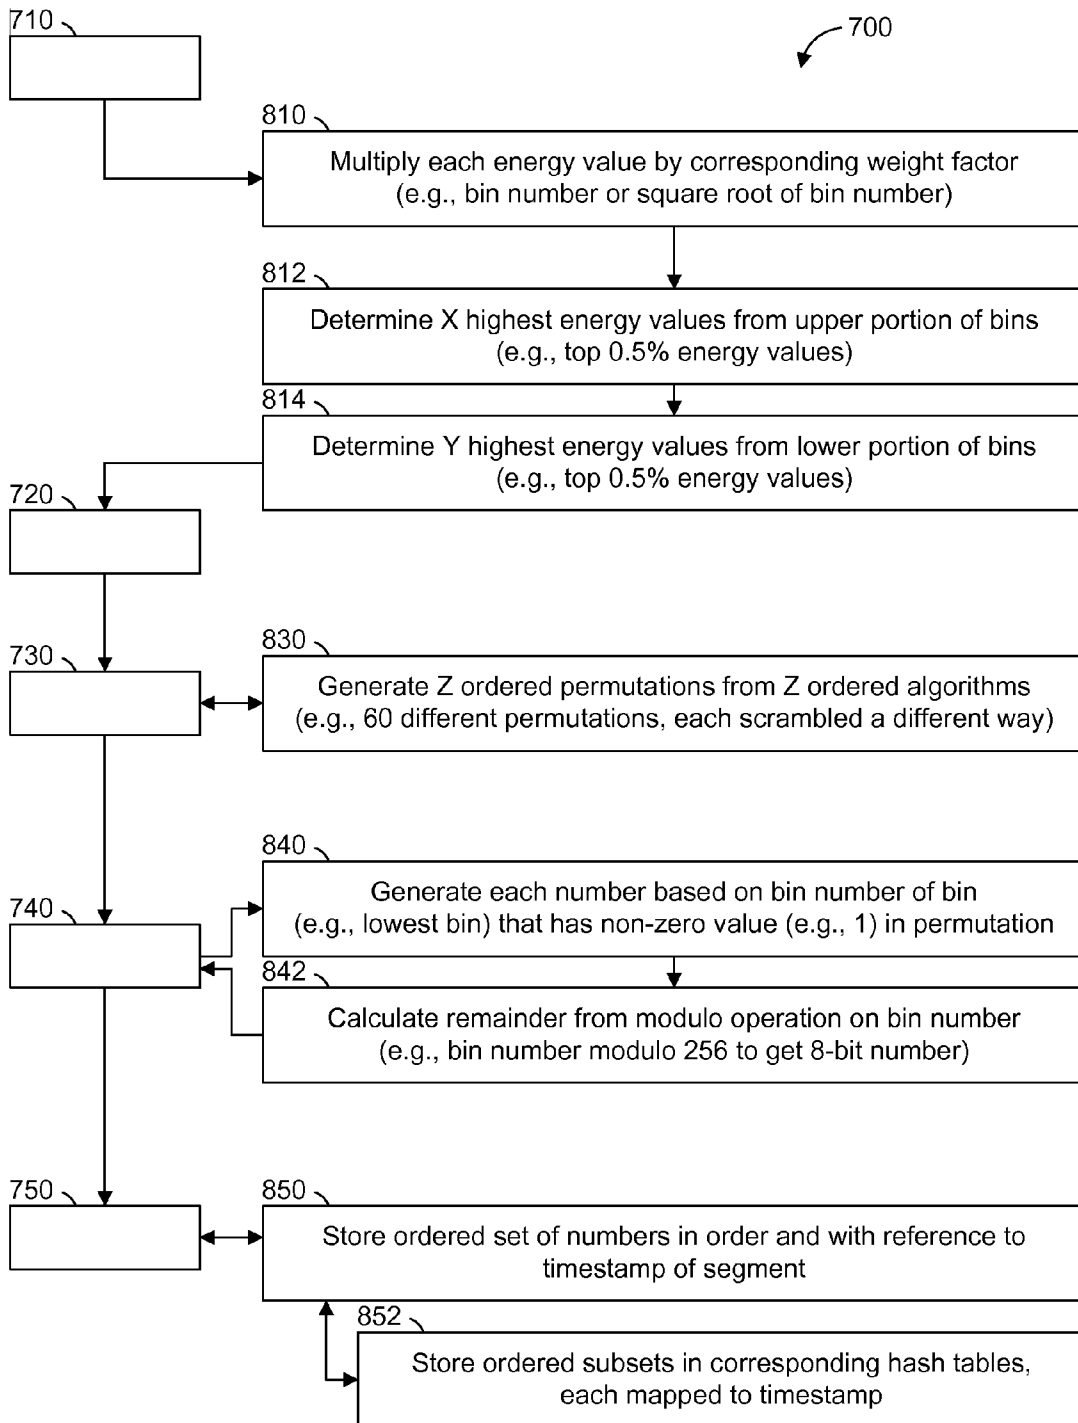 710
700
810
Multiply each energy value by corresponding weight factor
(e.g., bin number or square root of bin number)
812
Determine X highest energy values from upper portion of bins
(e.g., top 0.5% energy values)
814
Determine Y highest energy values from lower portion of bins
(e.g., top 0.5% energy values)
720
730
830
Generate Z ordered permutations from Z ordered algorithms
(e.g., 60 different permutations, each scrambled a different way)
840
Generate each number based on bin number of bin
(e.g., lowest bin) that has non-zero value (e.g., 1) in permutation
740
842
Calculate remainder from modulo operation on bin number
(e.g., bin number modulo 256 to get 8-bit number)
750
850
Store ordered set of numbers in order and with reference to
timestamp of segment
852
Store ordered subsets in corresponding hash tables,
each mapped to timestamp